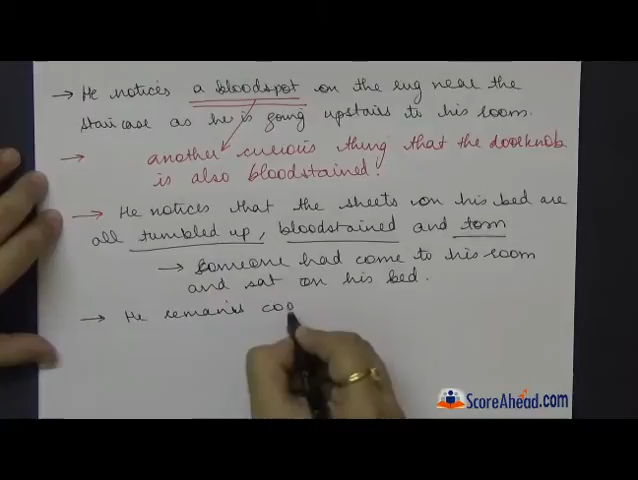 → He notices a bloodspot on the rug near the
staircase as he is going upstairs to his room.
→ another curious thing that the doorknob
is also bloodstained!
→ He notices that the sheets on his bed are
all tumbled up, bloodstained and torn
→ Someone had come to his room
and sat on his bed.
→ He remains coo
ScoreAhead.com